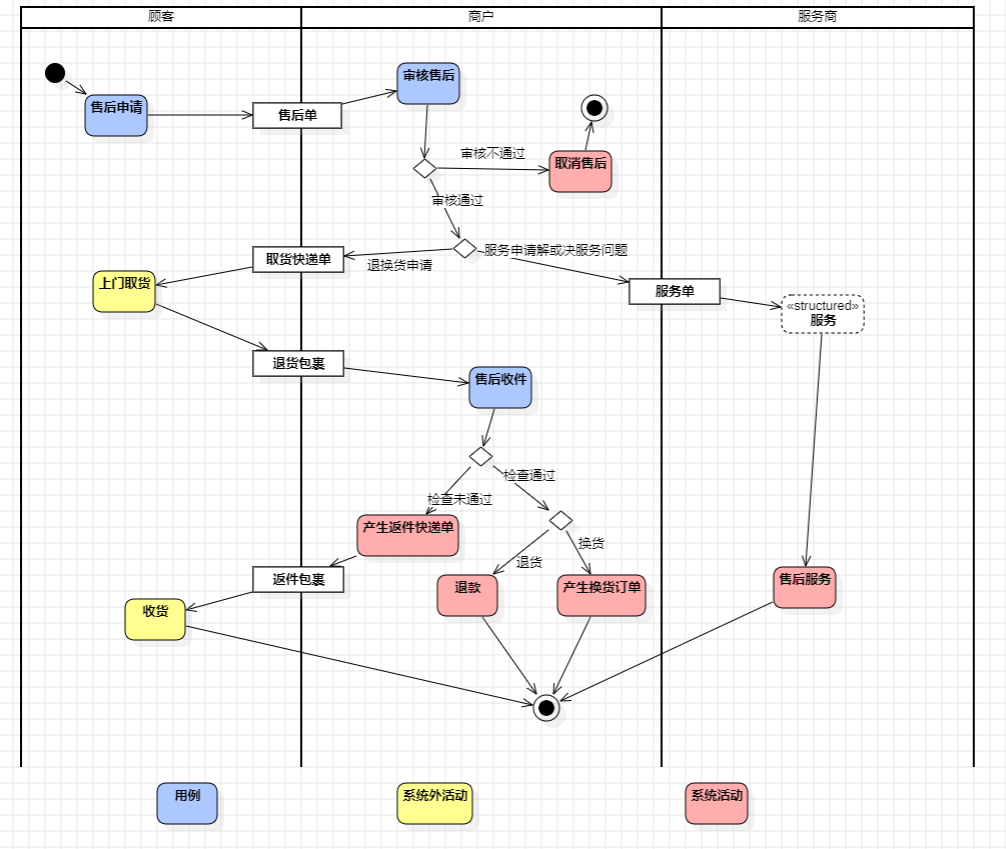 顾客
商户
服务商
审核售后
售后申请
售后单
审核不通过
取消售后
审核通过
服务申请解或决服务问题
取货快递单
退换货申请
上门取货
服务单
«structured»
服务
退货包裹
售后收件
检查通过
检查未通过
产生返件快递单
换货
退货
返件包裹
退款
产生换货订单
售后服务
收货
用例
系统外活动
系统活动